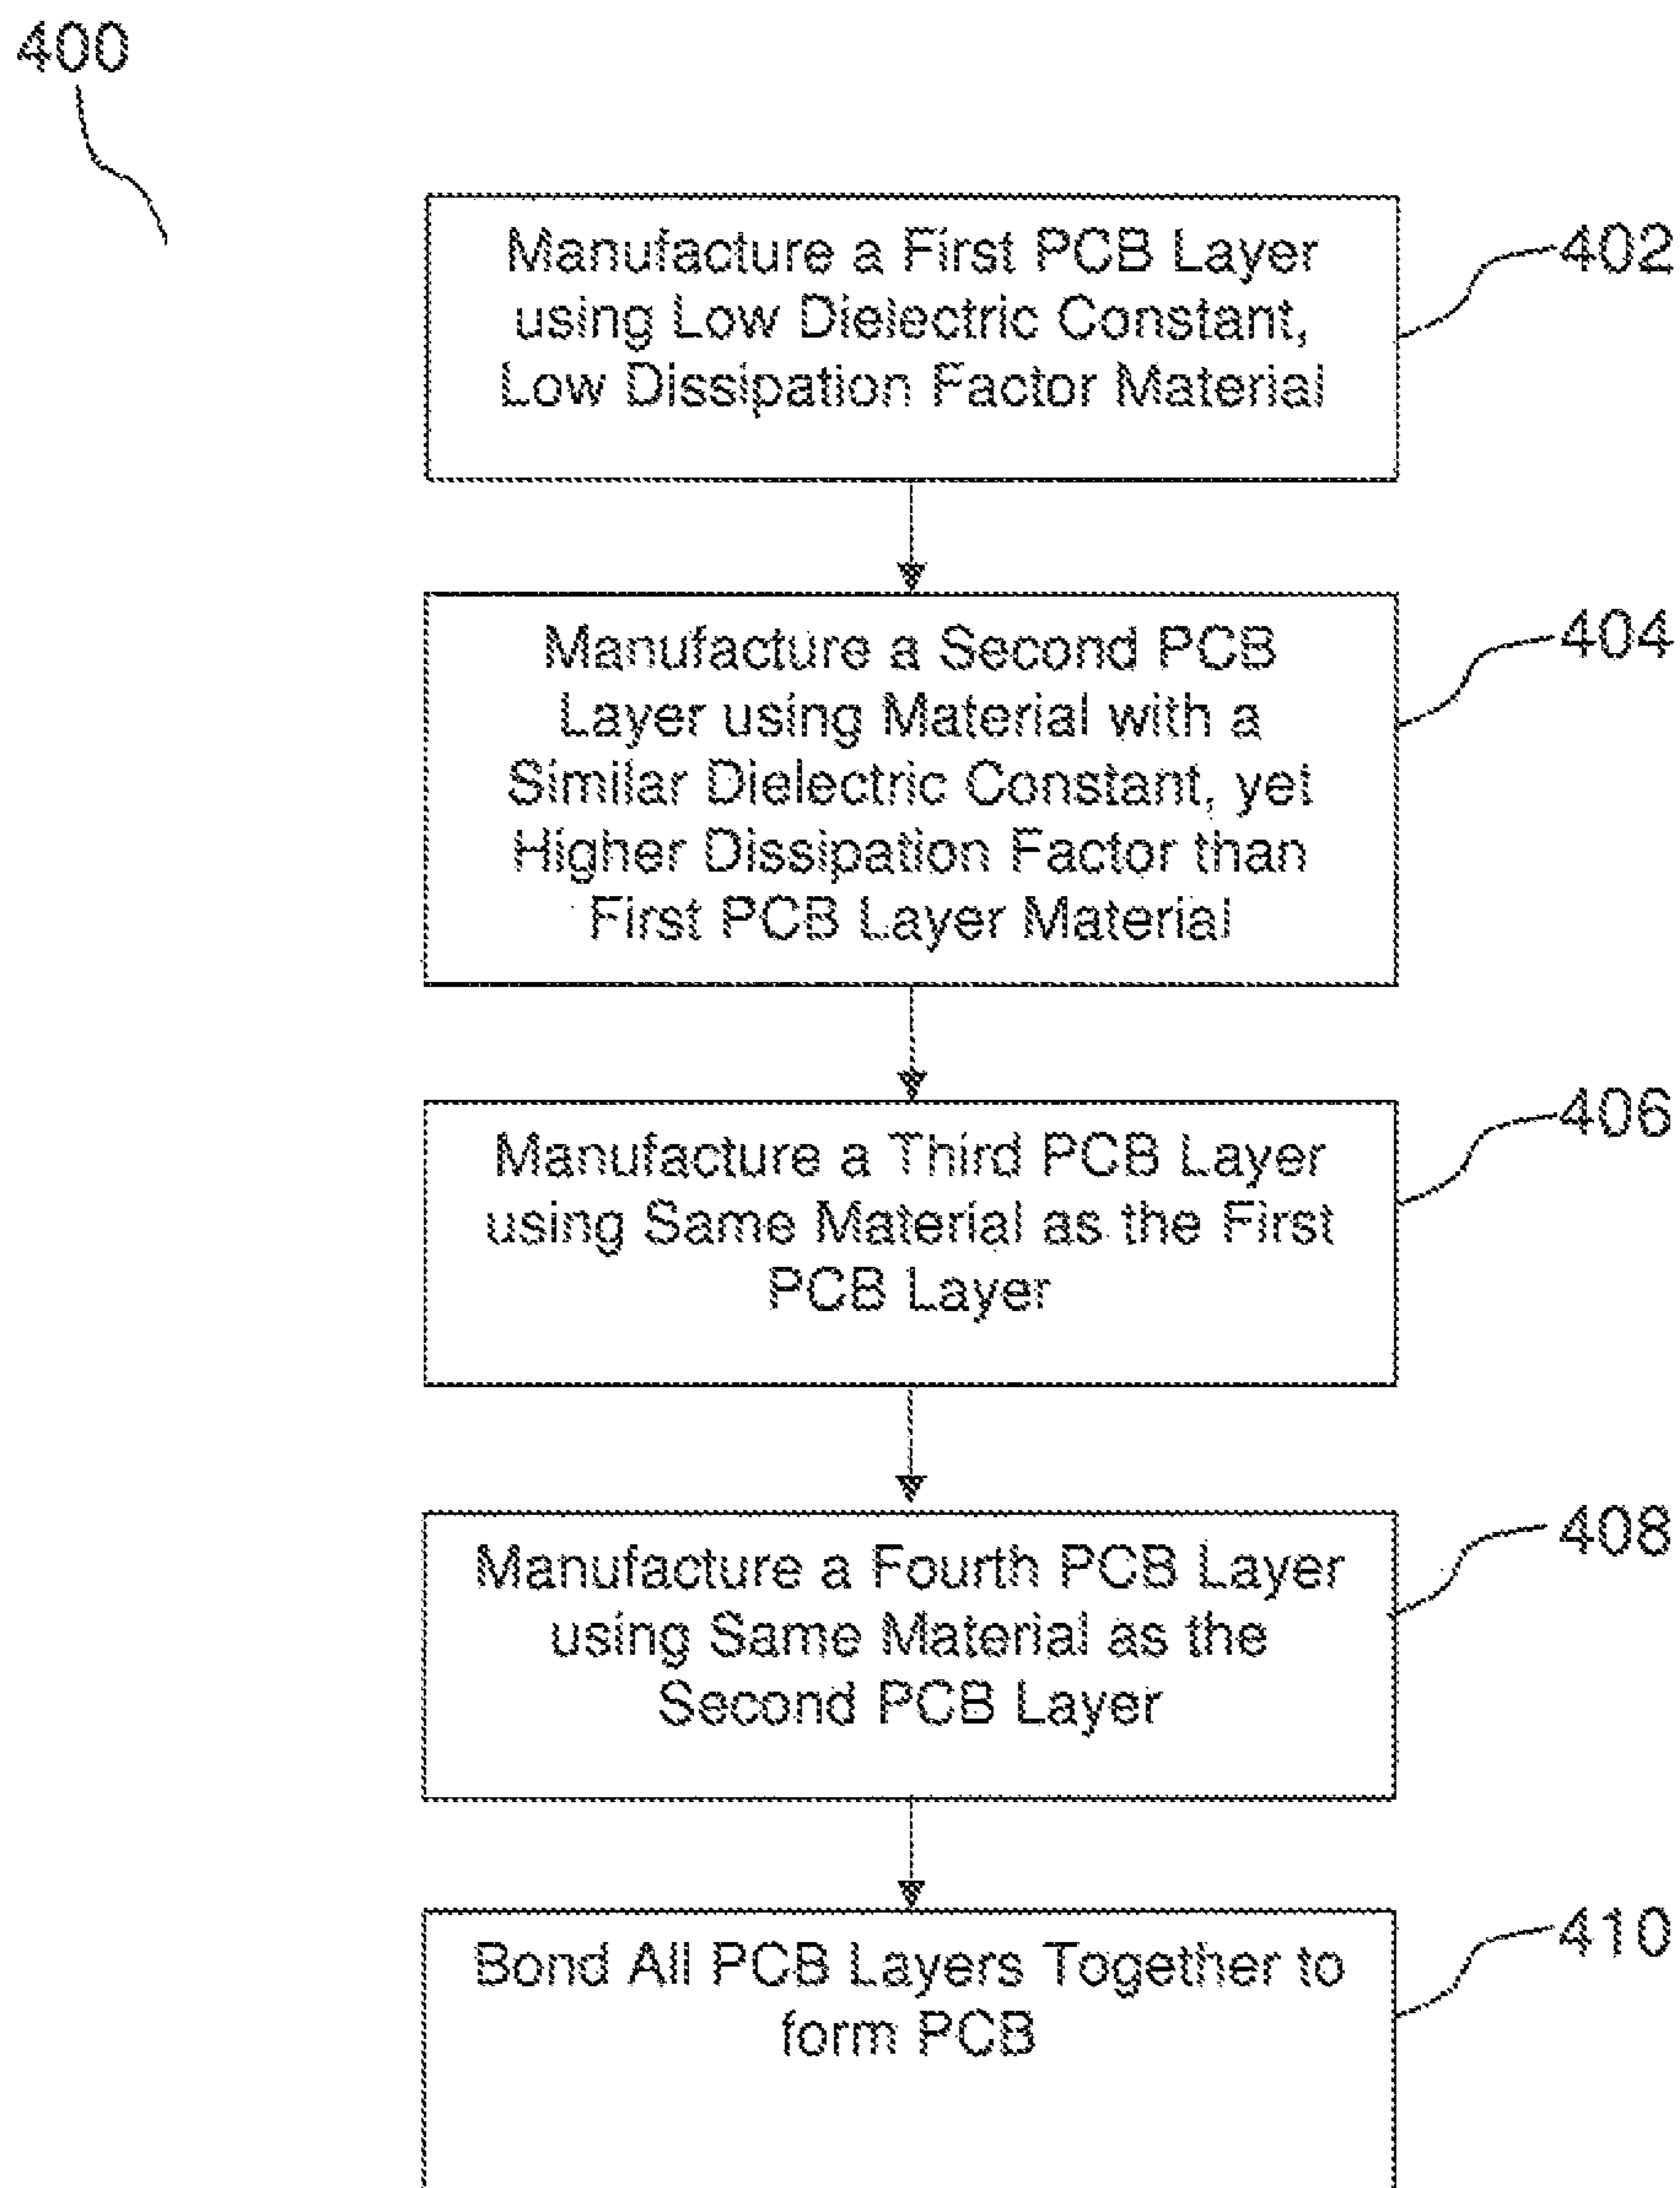 400
Manufacture a First PCB Layer
using Low Dielectric Constant,
Low Dissipation Factor Material
402
Manufacture a Second PCB
Layer using Material with a
Similar Dielectric Constant, yet
Higher Dissipation Factor than
First PCB Layer Material
404
Manufacture a Third PCB Layer
using Same Material as the First
PCB Layer
406
Manufacture a Fourth PCB Layer
using Same Material as the
Second PCB Layer
408
Bond All PCB Layers Together to
form PCB
410